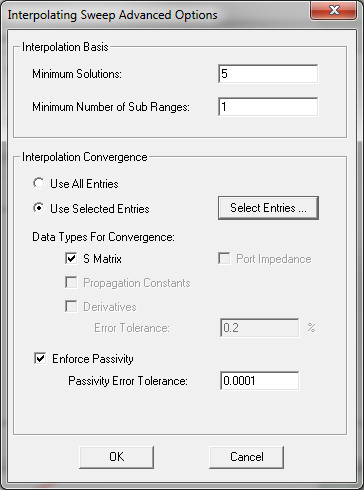 Interpolating Sweep Advanced Options
Interpolation Basis
Minimum Solutions: 5
Minimum Number of Sub Ranges: 1
Interpolation Convergence
Use All Entries
Use Selected Entries Select Entries ...
Data Types For Convergence:
S Matrix Port Impedance
Propagation Constants
Derivatives
Error Tolerance: 0.2 %
Enforce Passivity
Passivity Error Tolerance: 0.0001
OK Cancel